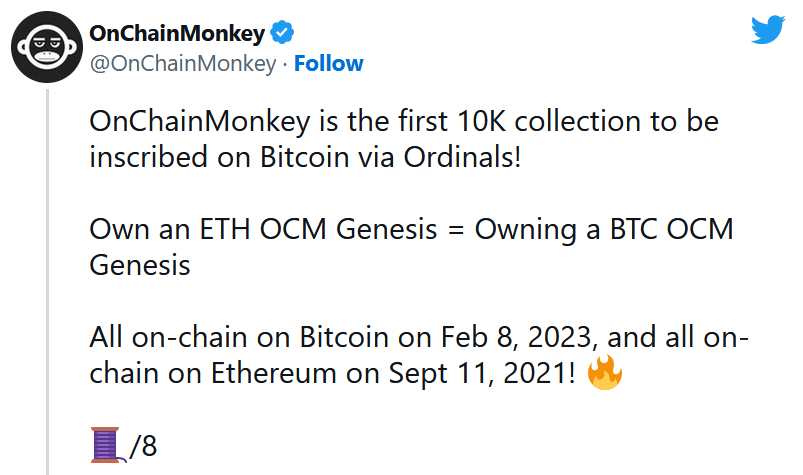 OnChainMonkey
@OnChainMonkey · Follow
OnChainMonkey is the first 10K collection to be
inscribed on Bitcoin via Ordinals!
Own an ETH OCM Genesis = Owning a BTC OCM
Genesis
All on-chain on Bitcoin on Feb 8, 2023, and all on-
chain on Ethereum on Sept 11, 2021! 🔥
🧵/8